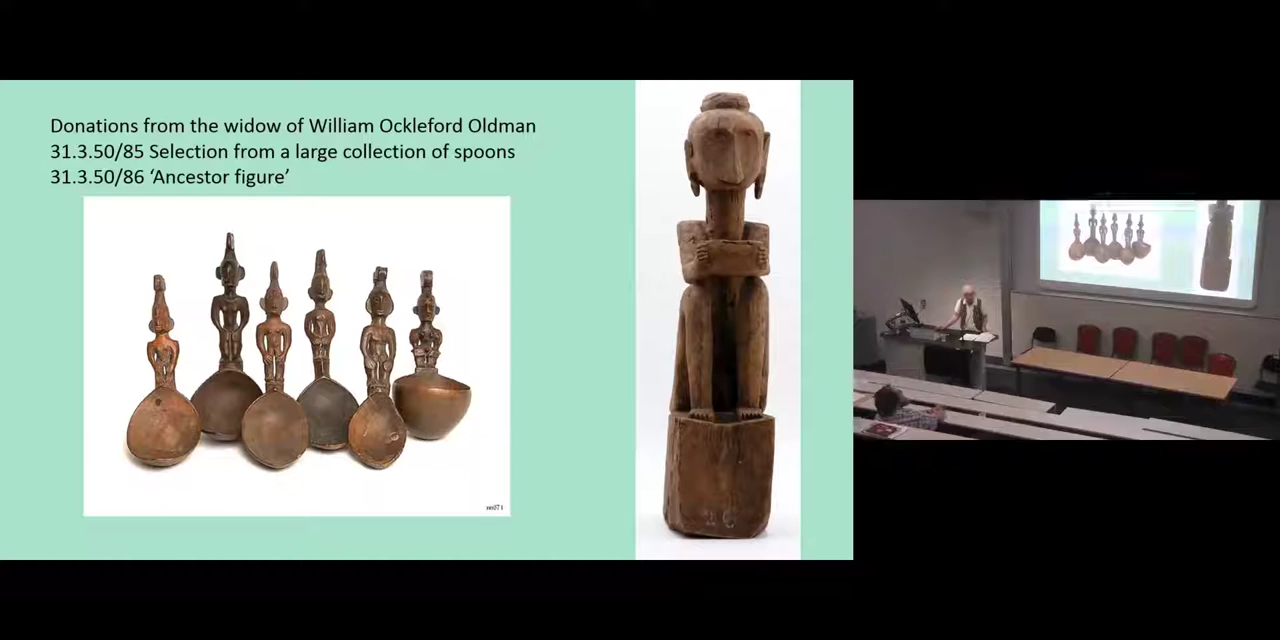 Donations from the widow of William Ockleford Oldman
31.3.50/85 Selection from a large collection of spoons
31.3.50/86 ‘Ancestor figure’